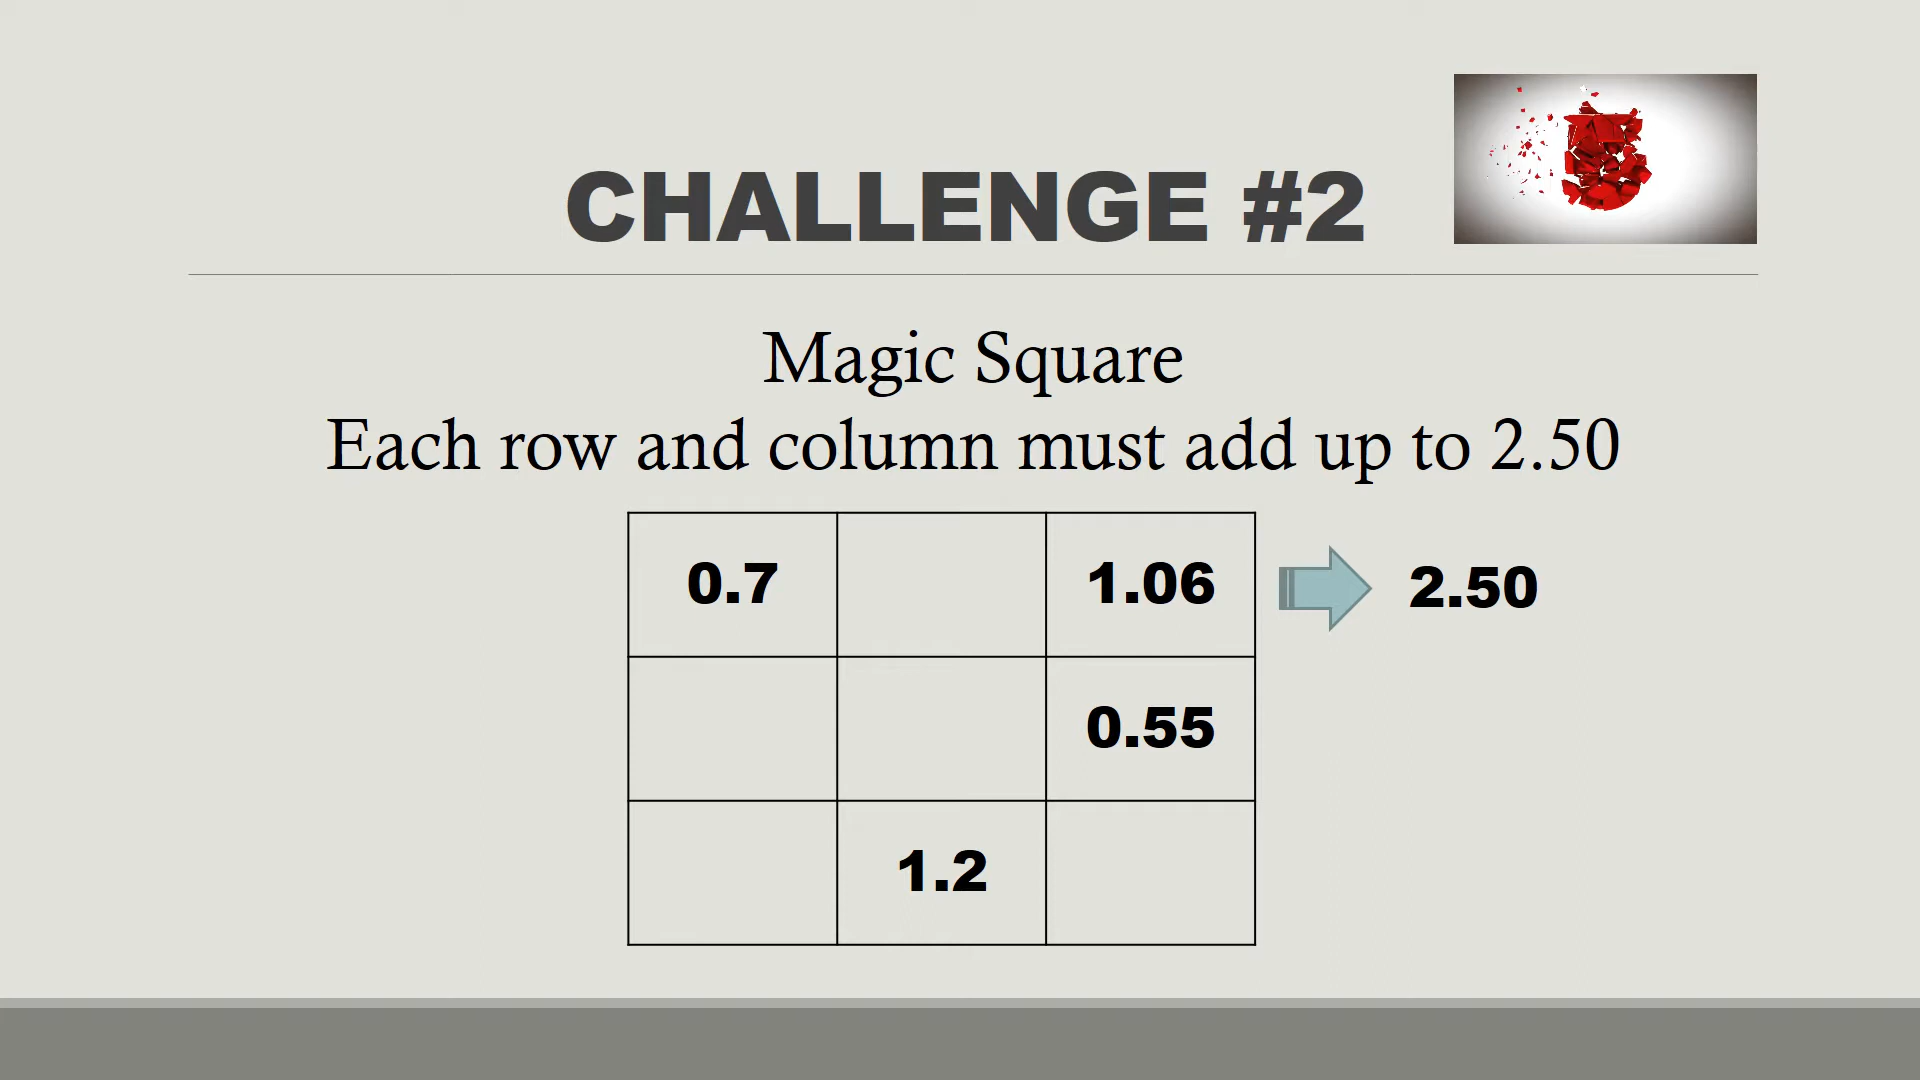 CHALLENGE #2
Magic Square
Each row and column must add up to 2.50
0.7 1.06 2.50
0.55
1.2